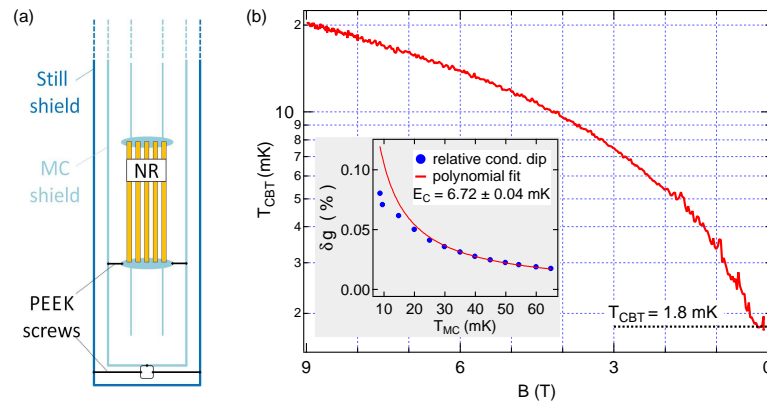 (a)
Still
shield
MC
shield
NR
PEEK
screws
(b)
2
10
9
8
7
6
5
4
3
2
T_CBT (mK)
9
6
3
0
B (T)
T_CBT = 1.8 mK
0.10
0.05
0.00
δg (%)
10 20 30 40 50 60
T_MC (mK)
relative cond. dip
polynomial fit
E_C = 6.72 ± 0.04 mK